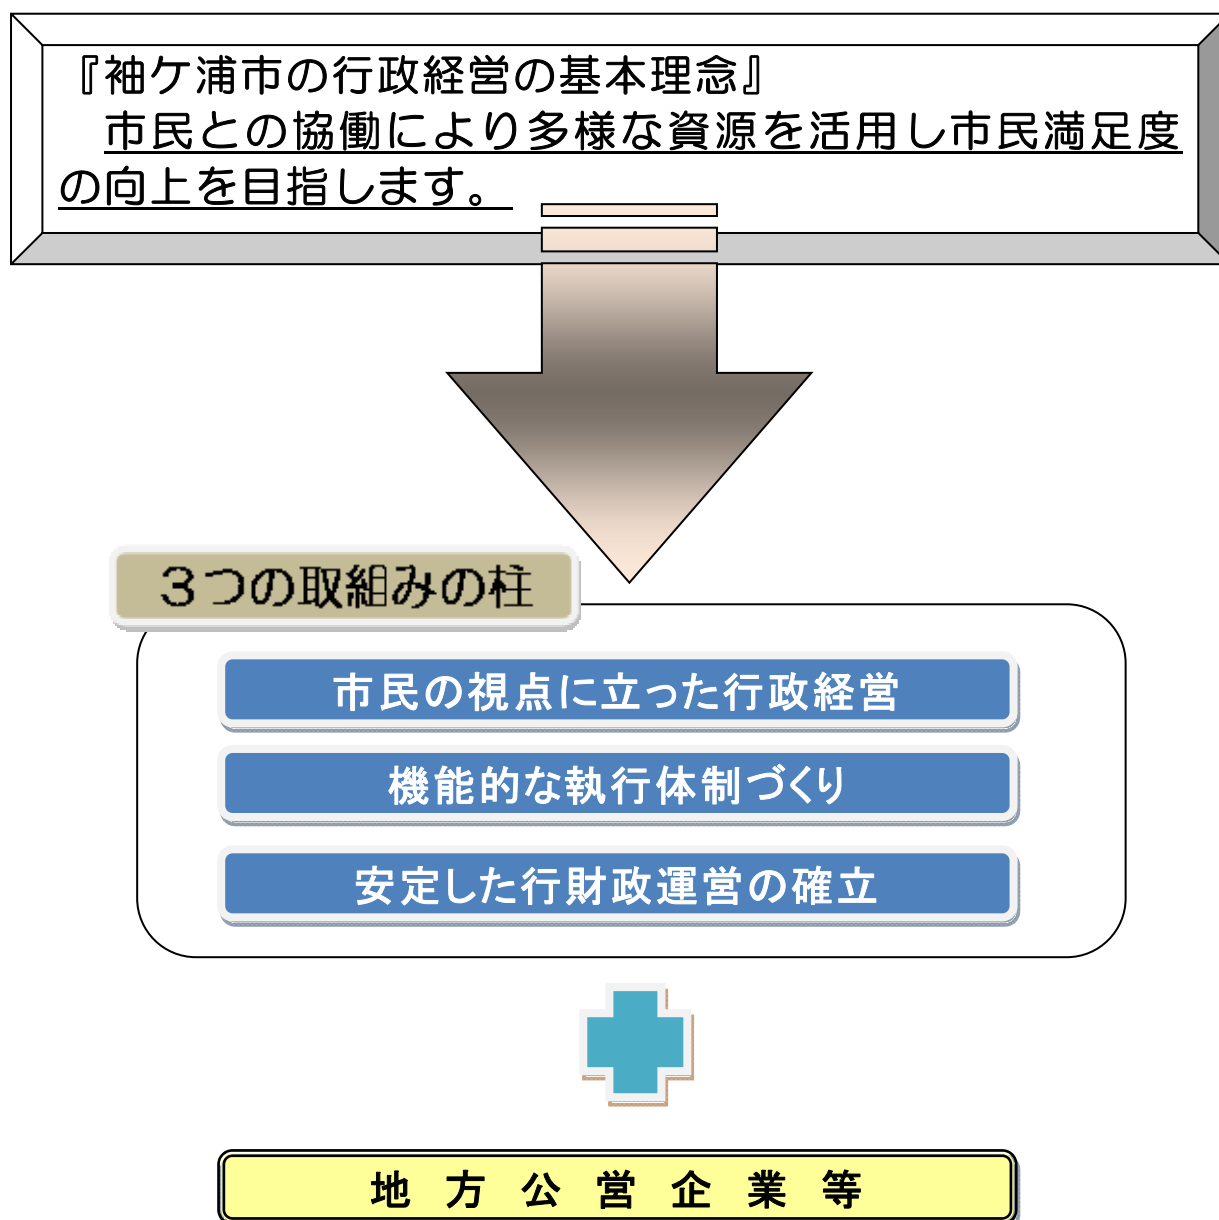 『袖ケ浦市の行政経営の基本理念』
市民との協働により多様な資源を活用し市民満足度
の向上を目指します。
３つの取組みの柱
市民の視点に立った行政経営
機能的な執行体制づくり
安定した行財政運営の確立
地　方　公　営　企　業　等